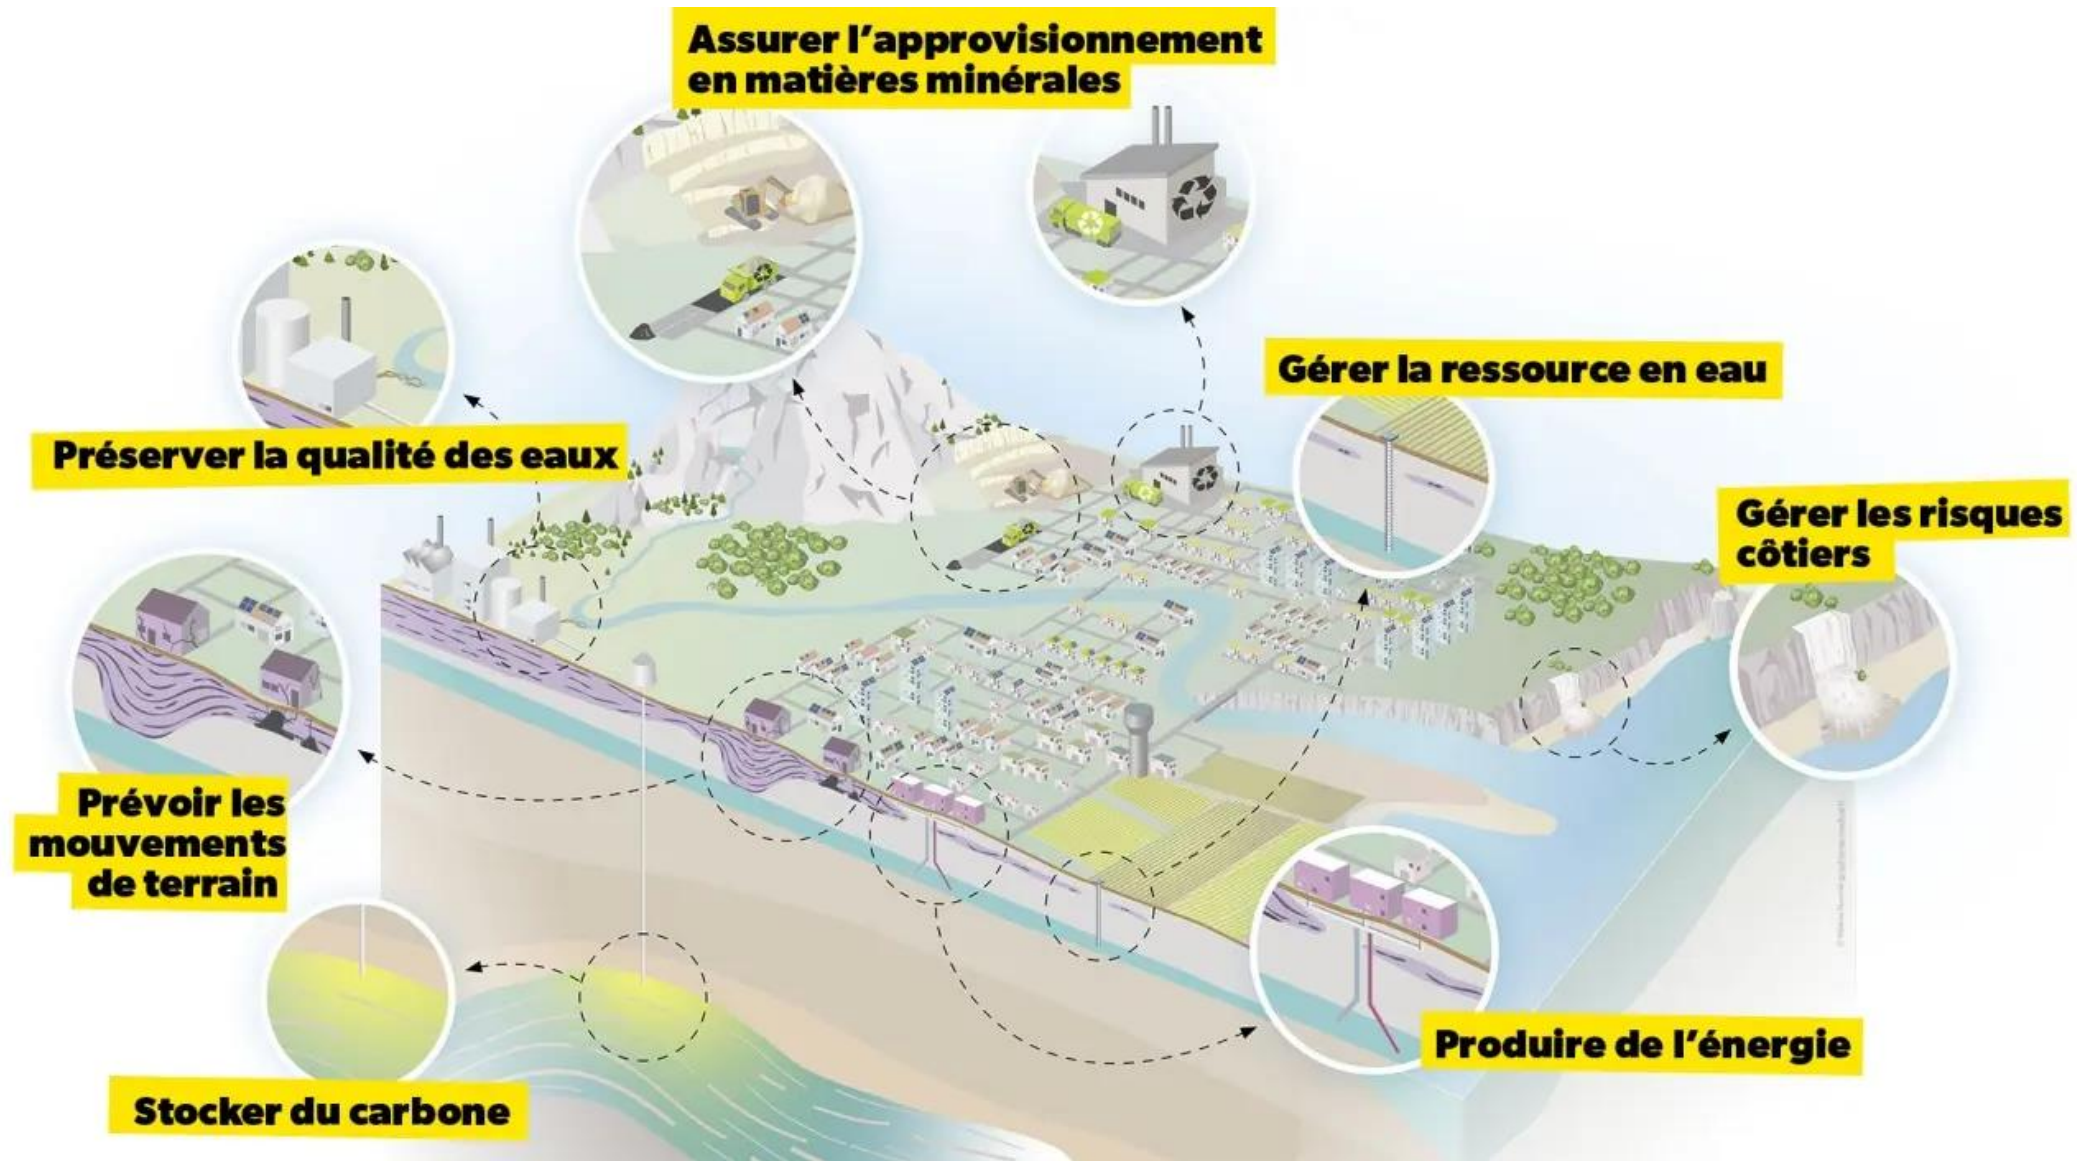 Assurer l'approvisionnement
en matières minérales
Gérer la ressource en eau
Préserver la qualité des eaux
Gérer les risques
côtiers
Prévoir les
mouvements
de terrain
Produire de l'énergie
Stocker du carbone